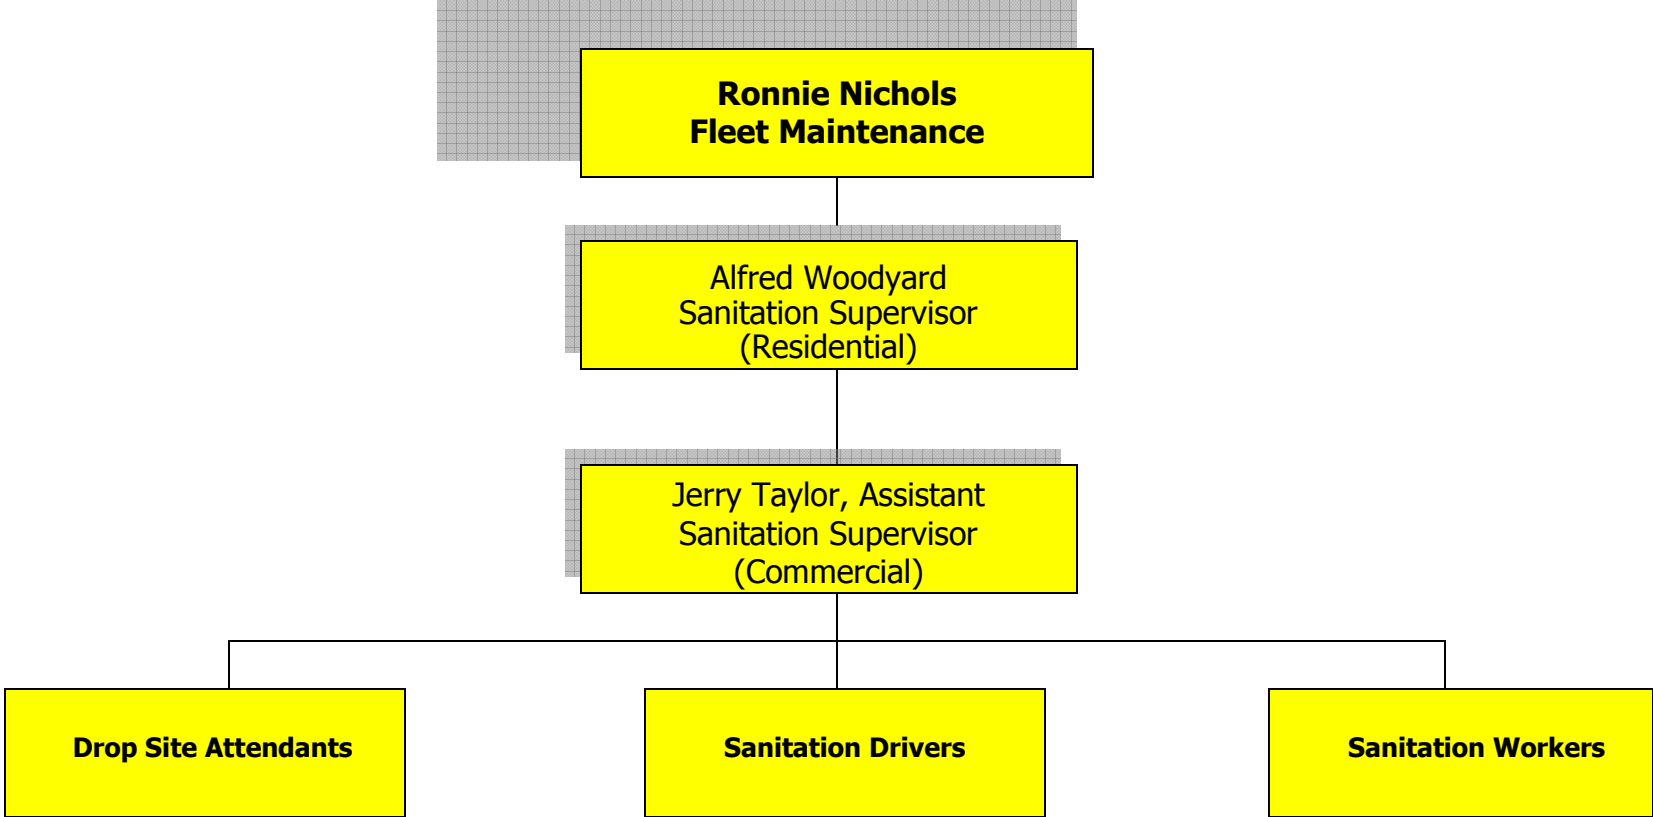 Ronnie Nichols
Fleet Maintenance
Alfred Woodyard
Sanitation Supervisor
(Residential)
Jerry Taylor, Assistant
Sanitation Supervisor
(Commercial)
Drop Site Attendants
Sanitation Drivers
Sanitation Workers